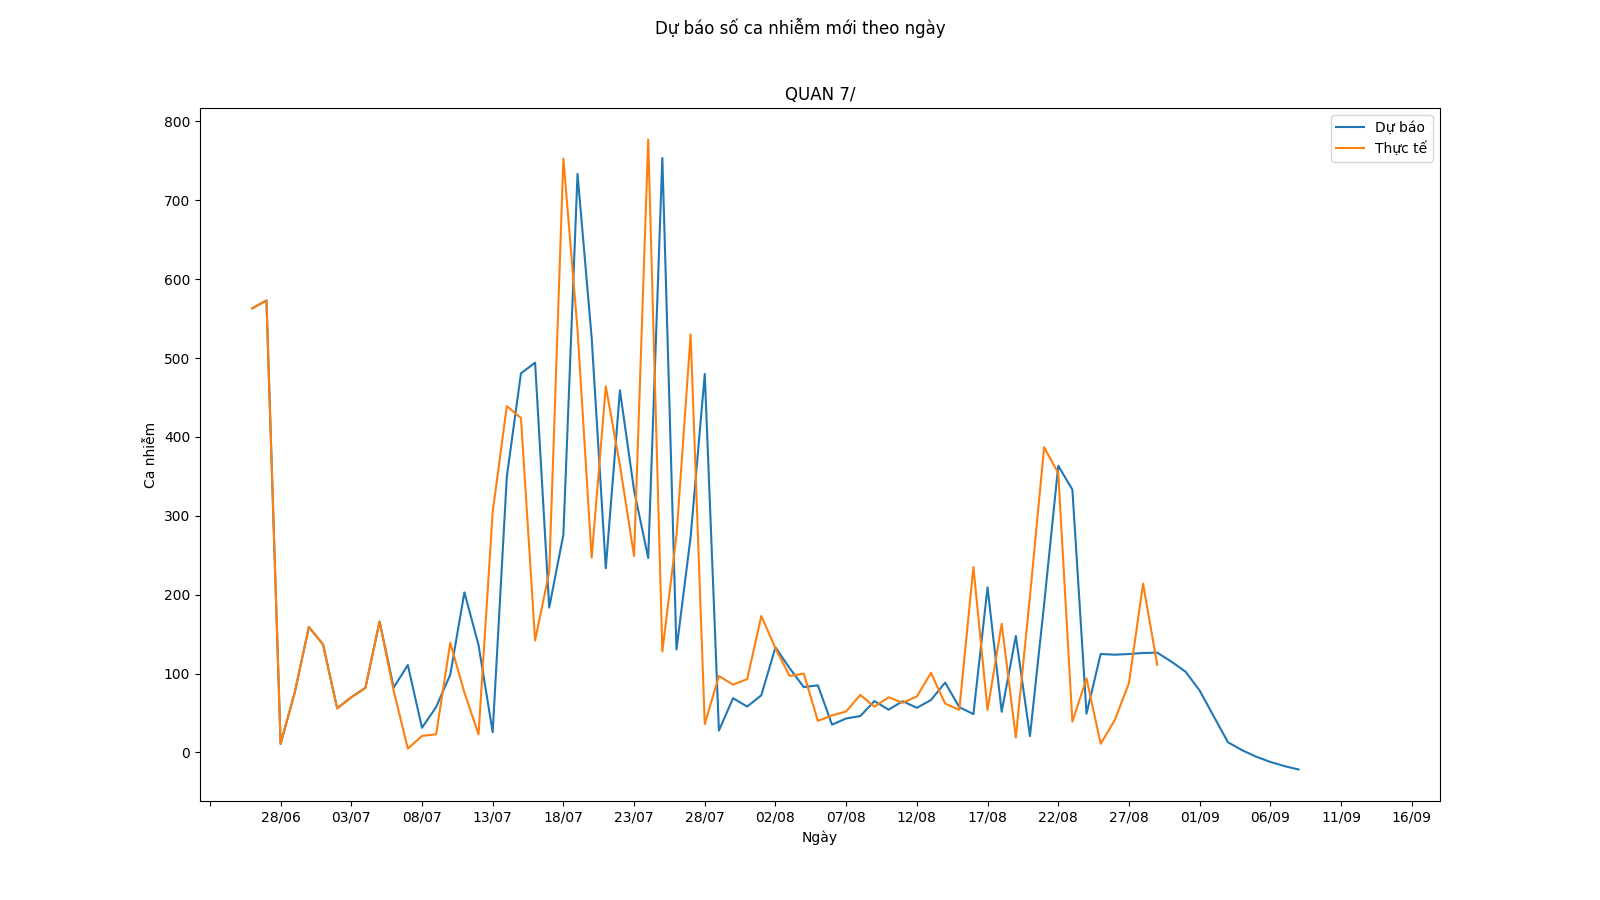 Dự báo số ca nhiễm mới theo ngày
QUAN 7/
Dự báo
Thực tế
800
700
600
500
400
300
200
100
0
Ca nhiễm
28/06 03/07 08/07 13/07 18/07 23/07 28/07 02/08 07/08 12/08 17/08 22/08 27/08 01/09 06/09 11/09 16/09
Ngày